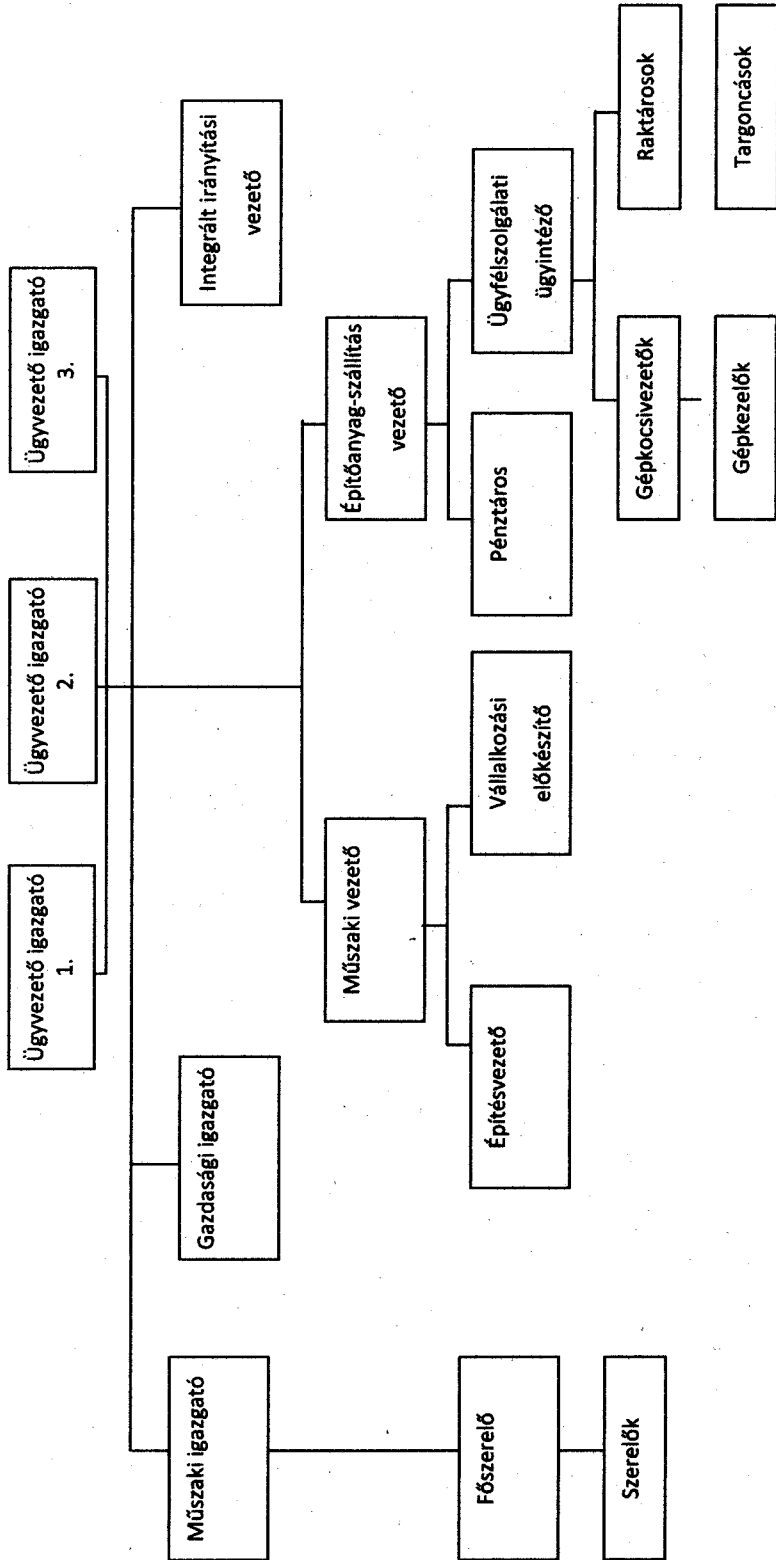 Ügyvezető igazgató
1.
Ügyvezető igazgató
2.
Ügyvezető igazgató
3.
Műszaki igazgató
Gazdasági igazgató
Integrált irányítási
vezető
Műszaki vezető
Építőanyag-szállítás
vezető
Főszerelő
Építésvezető
Vállalkozási
előkészítő
Pénztáros
Ügyfélszolgálati
ügyintéző
Szerelők
Gépkocsivezetők
Raktárosok
Gépkezelők
Targoncások